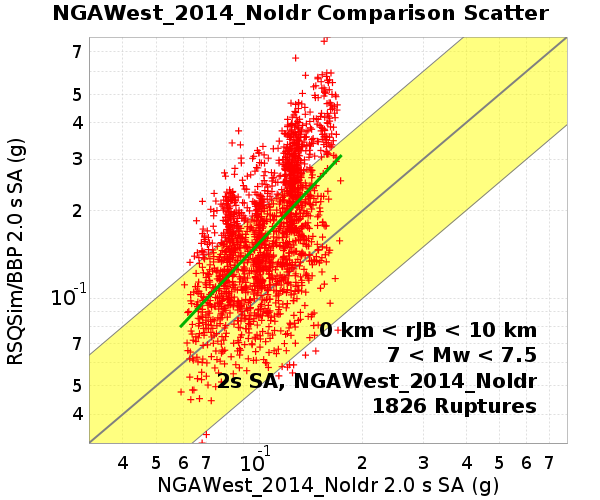 NGAWest_2014_NoIdr Comparison Scatter
RSQSim/BBP 2.0 s SA (g)
7
5
4
3
2
10^-1
7
5
4
0 km < rJB < 10 km
7 < Mw < 7.5
2s SA, NGAWest_2014_NoIdr
1826 Ruptures
4 5 6 7 10^-1 2 3 4 5 6 7
NGAWest_2014_NoIdr 2.0 s SA (g)